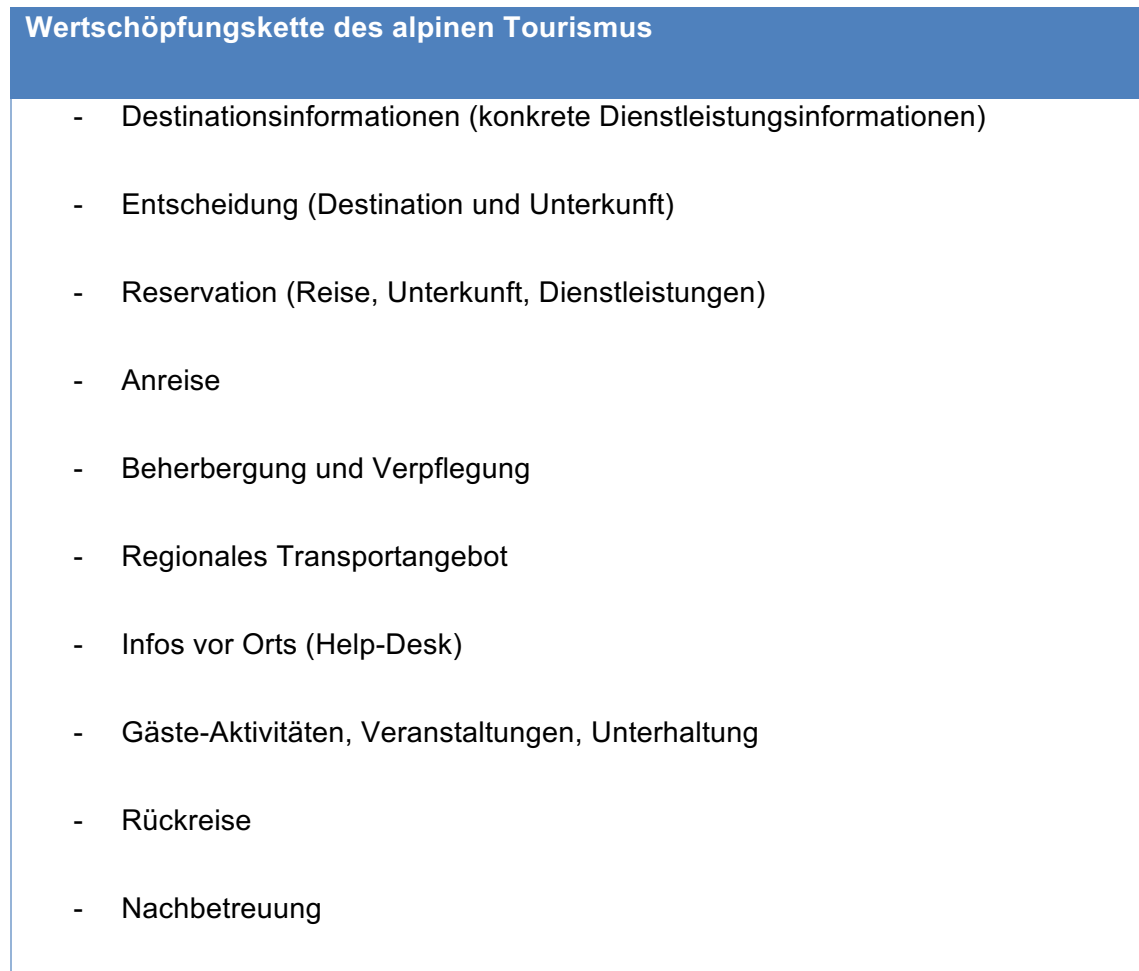 Wertschöpfungskette des alpinen Tourismus
- Destinationsinformationen (konkrete Dienstleistungsinformationen)
- Entscheidung (Destination und Unterkunft)
- Reservation (Reise, Unterkunft, Dienstleistungen)
- Anreise
- Beherbergung und Verpflegung
- Regionales Transportangebot
- Infos vor Orts (Help-Desk)
- Gäste-Aktivitäten, Veranstaltungen, Unterhaltung
- Rückreise
- Nachbetreuung